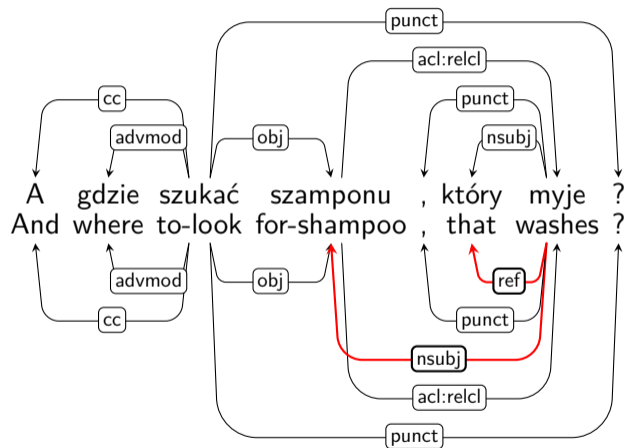 punct
acl:relcl
cc punct
advmod obj nsubj
A gdzie szukać szamponu , który myje ?
And where to-look for-shampoo , that washes ?
advmod obj ref
cc punct
nsubj
acl:relcl
punct